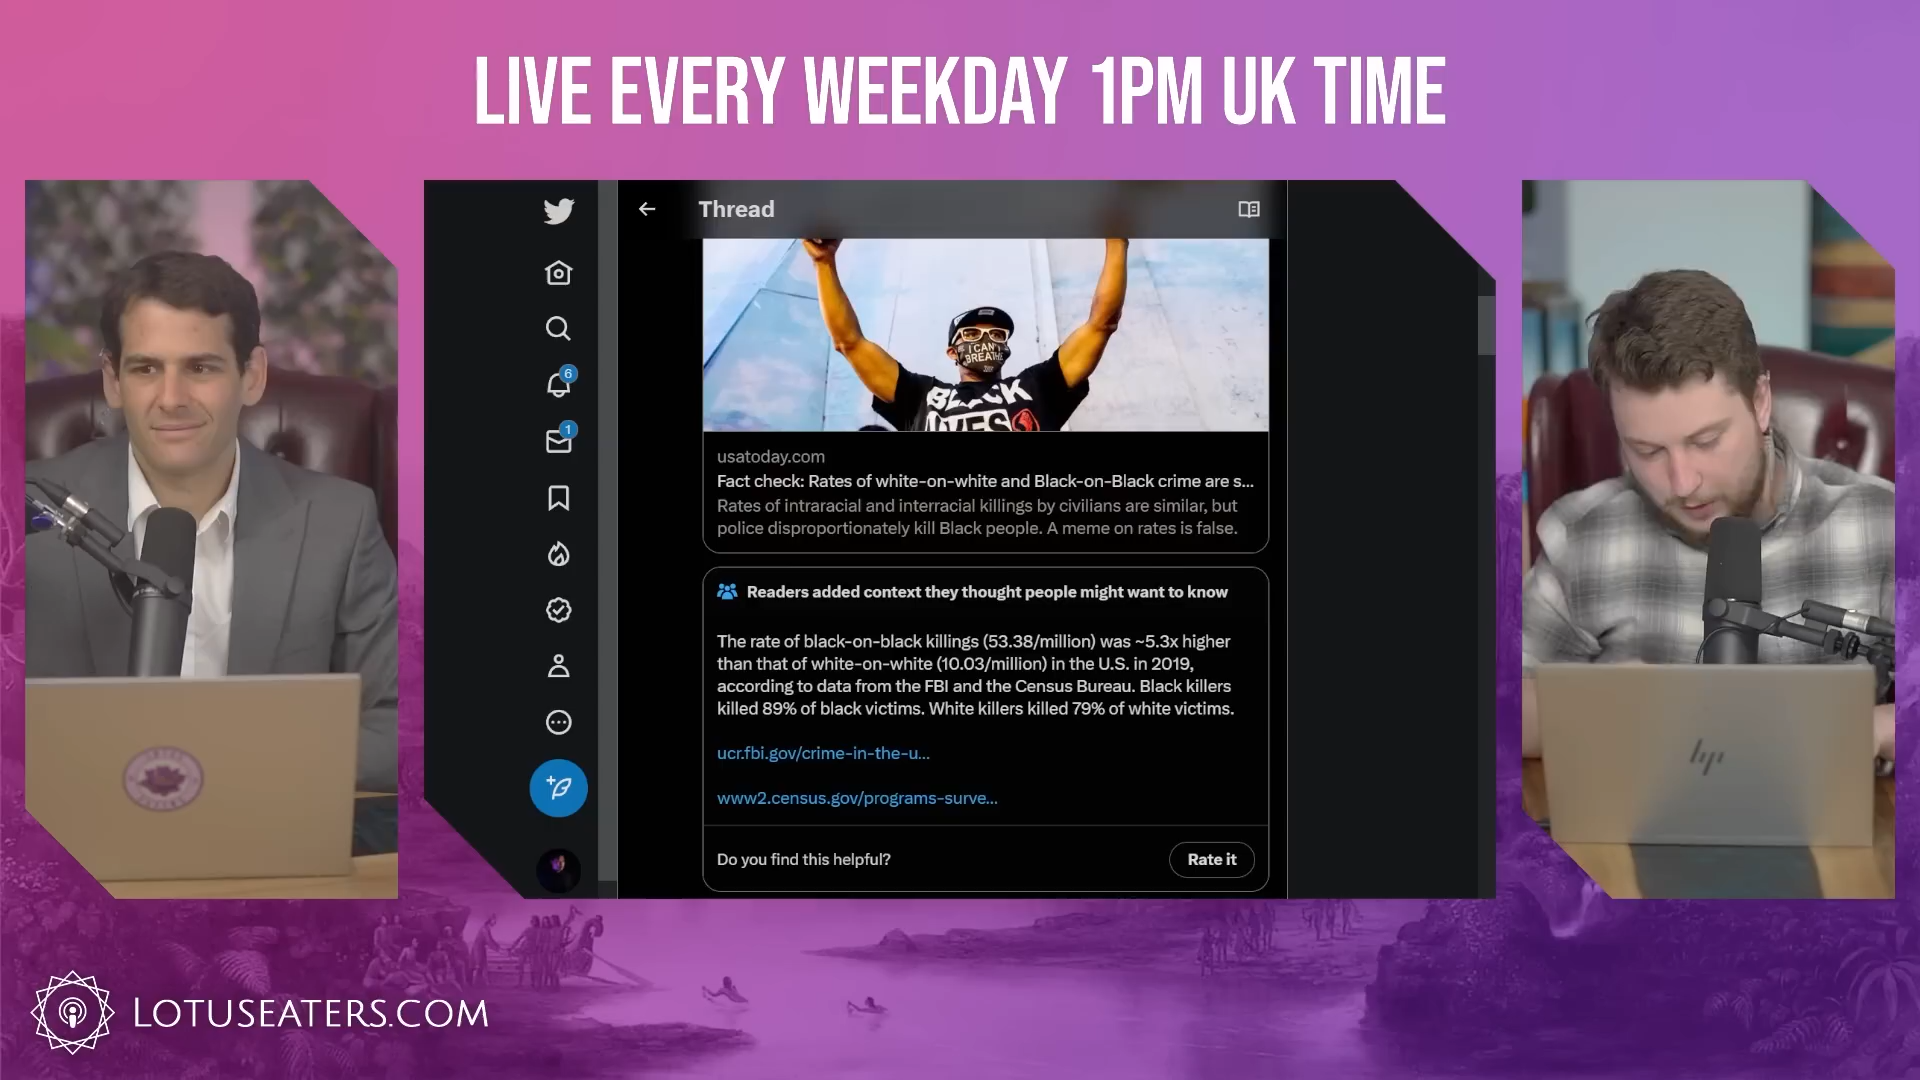 LIVE EVERY WEEKDAY 1PM UK TIME
Thread
6
1
I CAN'T
BREATHE
BLACK
LIVES
usatoday.com
Fact check: Rates of white-on-white and Black-on-Black crime are s...
Rates of intraracial and interracial killings by civilians are similar, but
police disproportionately kill Black people. A meme on rates is false.
Readers added context they thought people might want to know
The rate of black-on-black killings (53.38/million) was ~5.3x higher
than that of white-on-white (10.03/million) in the U.S. in 2019,
according to data from the FBI and the Census Bureau. Black killers
killed 89% of black victims. White killers killed 79% of white victims.
ucr.fbi.gov/crime-in-the-u...
www2.census.gov/programs-surve...
Do you find this helpful?
Rate it
hp
LOTUSEATERS.COM